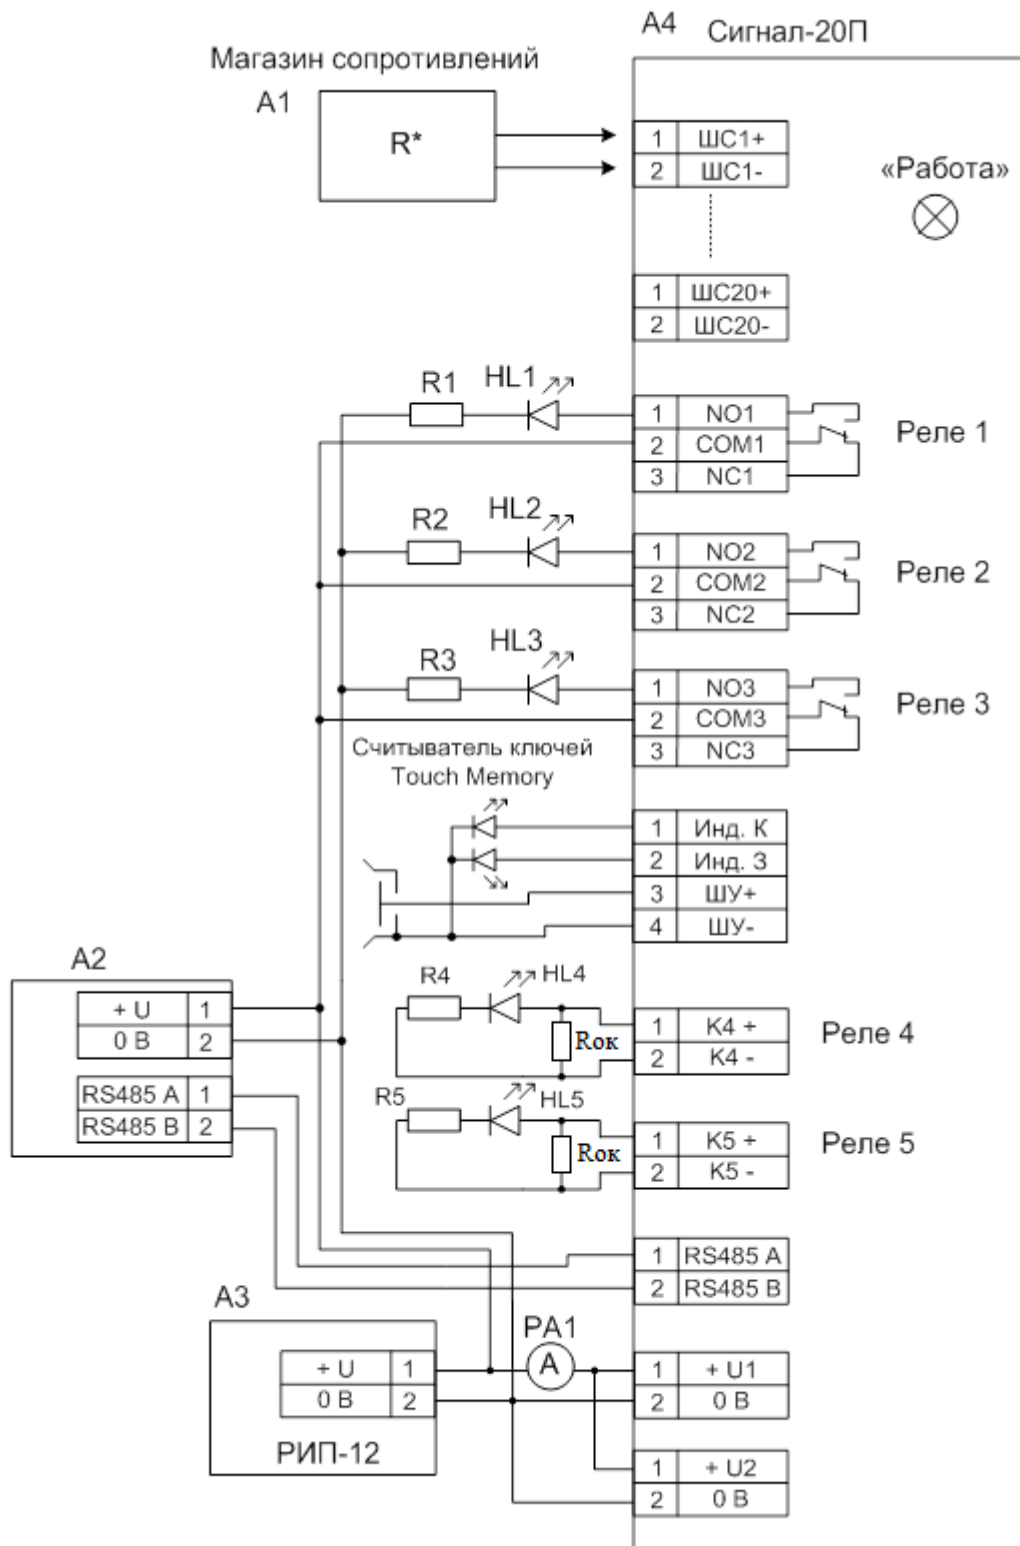 А4 Сигнал-20П
Магазин сопротивлений
А1
R*
1 ШС1+
2 ШС1-
«Работа»
1 ШС20+
2 ШС20-
R1 HL1
1 NO1
2 COM1
3 NC1
Реле 1
R2 HL2
1 NO2
2 COM2
3 NC2
Реле 2
R3 HL3
1 NO3
2 COM3
3 NC3
Реле 3
Считыватель ключей
Touch Memory
1 Инд. К
2 Инд. З
3 ШУ+
4 ШУ-
А2
+ U 1
0 В 2
RS485 A 1
RS485 B 2
R4 HL4
Rок
1 К4 +
2 К4 -
Реле 4
R5 HL5
Rок
1 К5 +
2 К5 -
Реле 5
1 RS485 A
2 RS485 B
А3
+ U 1
0 В 2
РИП-12
РА1
А
1 + U1
2 0 В
1 + U2
2 0 В